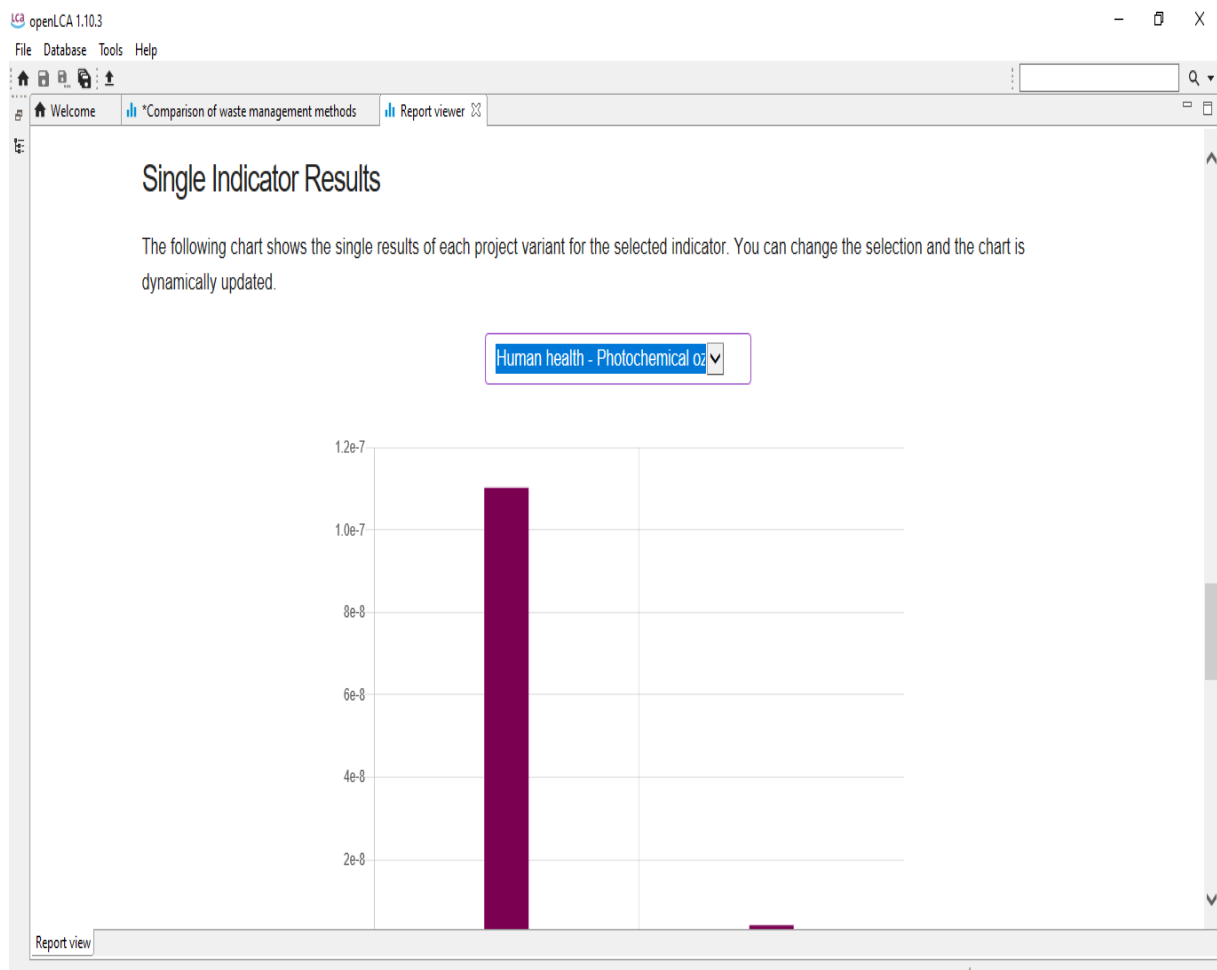 LCA openLCA 1.10.3
File Database Tools Help
Welcome *Comparison of waste management methods Report viewer
Single Indicator Results
The following chart shows the single results of each project variant for the selected indicator. You can change the selection and the chart is
dynamically updated.
Human health - Photochemical oz
1.2e-7
1.0e-7
8e-8
6e-8
4e-8
2e-8
Report view